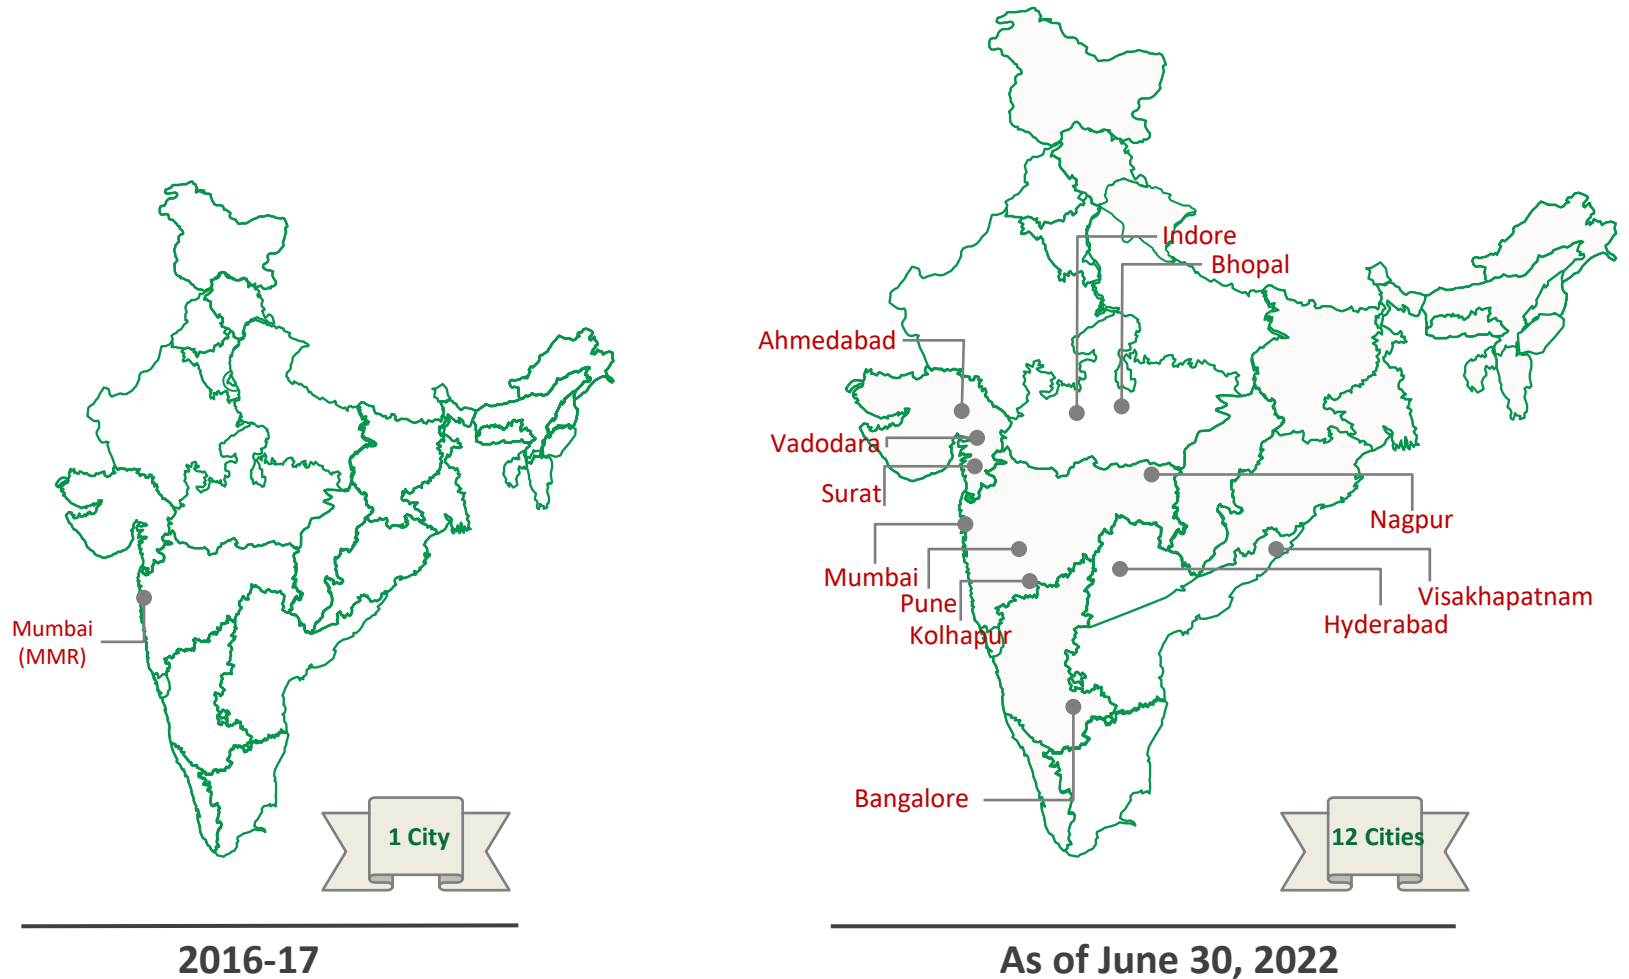 Mumbai
(MMR)
1 City
2016-17
Indore
Bhopal
Ahmedabad
Vadodara
Surat
Nagpur
Mumbai
Pune
Kolhapur
Visakhapatnam
Hyderabad
Bangalore
12 Cities
As of June 30, 2022